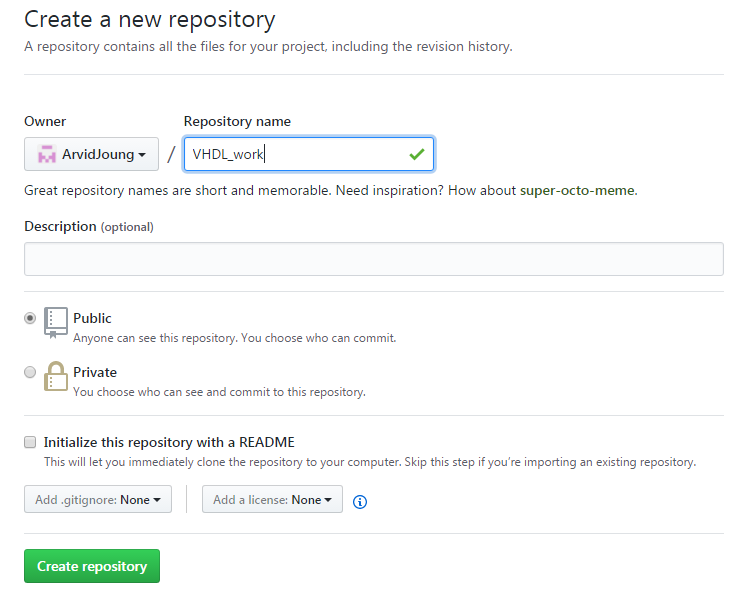 Create a new repository
A repository contains all the files for your project, including the revision history.
Owner
Repository name
ArvidJoung
/
VHDL_work
Great repository names are short and memorable. Need inspiration? How about super-octo-meme.
Description (optional)
Public
Anyone can see this repository. You choose who can commit.
Private
You choose who can see and commit to this repository.
Initialize this repository with a README
This will let you immediately clone the repository to your computer. Skip this step if you’re importing an existing repository.
Add .gitignore: None
Add a license: None
Create repository